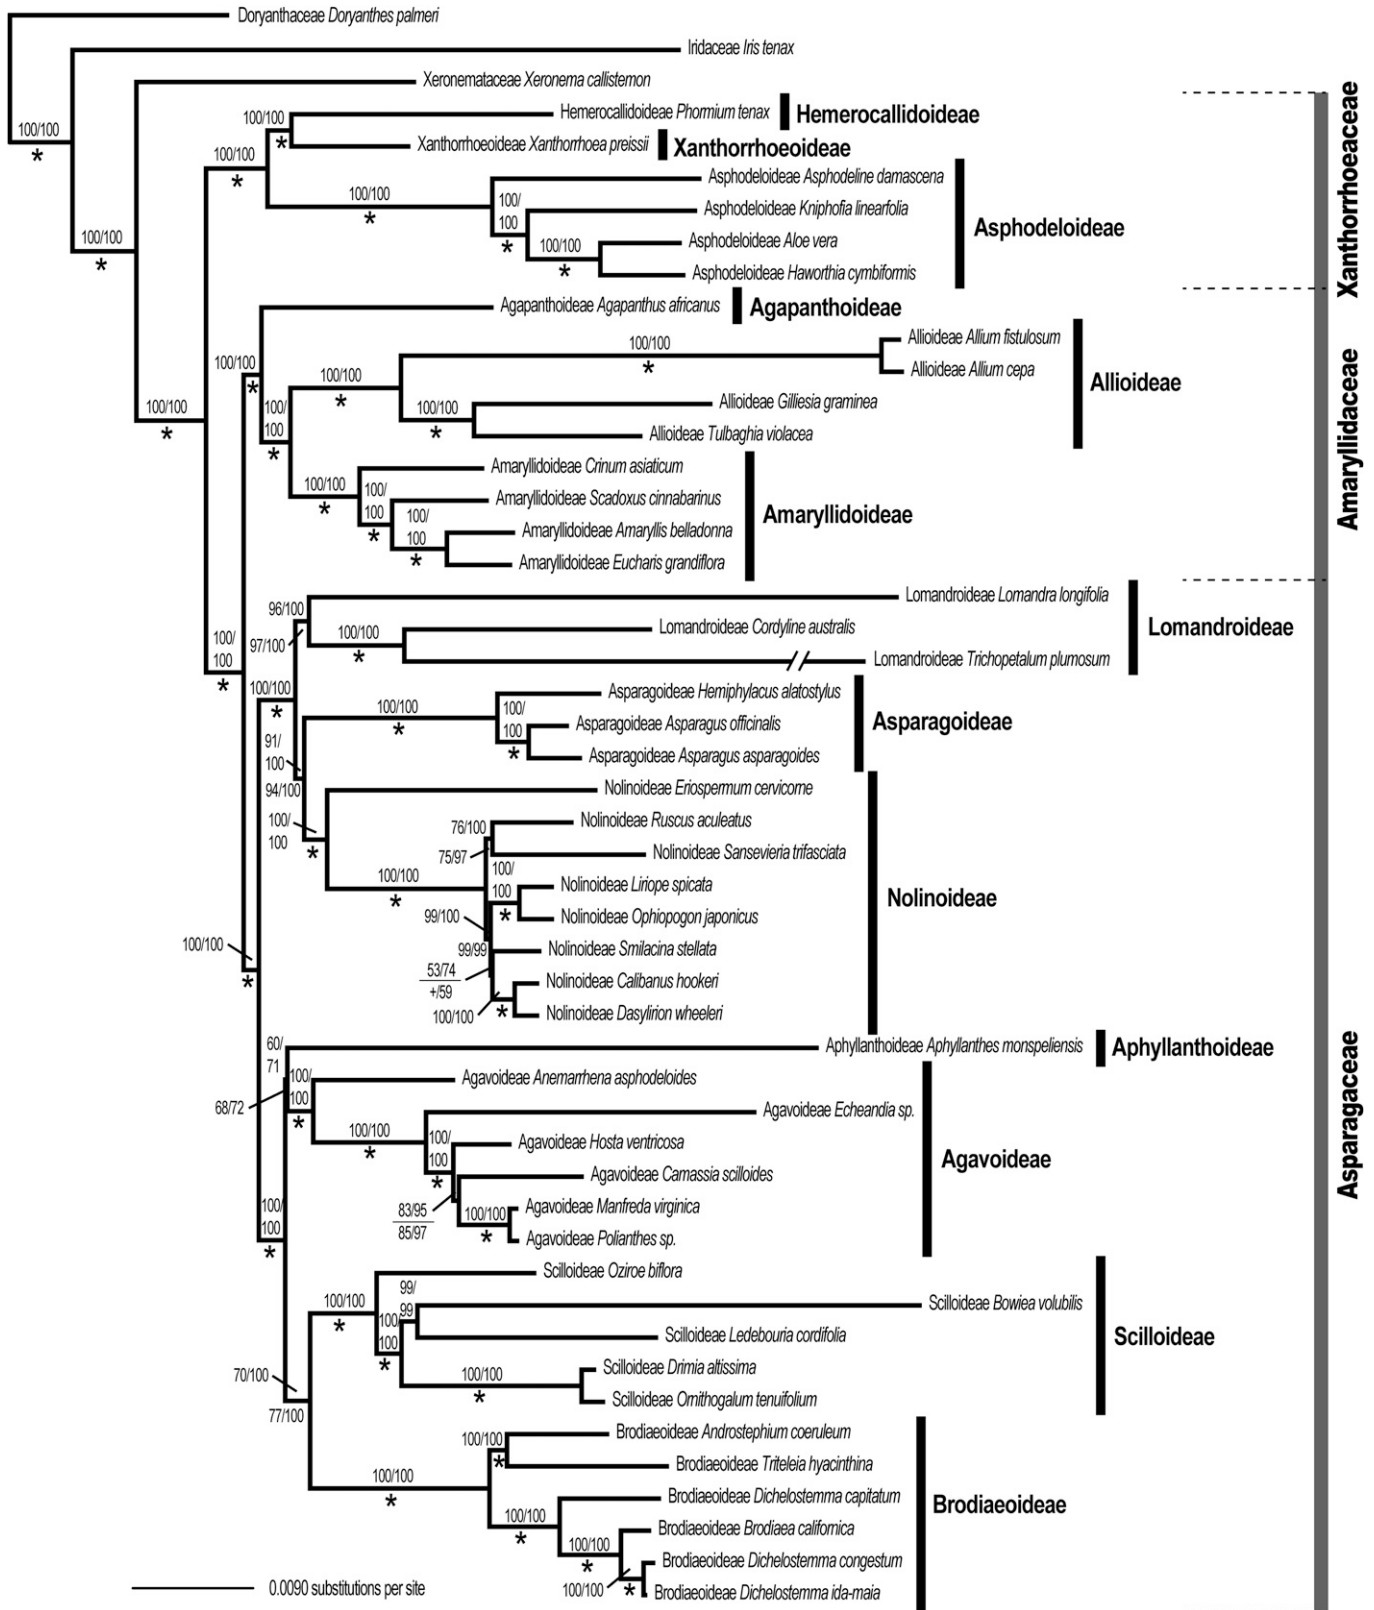 Doryanthaceae Doryanthes palmeri
Iridaceae Iris tenax
100/100
*
Xeronemataceae Xeronema callistemon
100/100
*
Hemerocallidoideae Phormium tenax
Hemerocallidoideae
100/100
*
Xanthorrhoeoideae Xanthorrhoea preissii
Xanthorrhoeoideae
100/100
*
Asphodeloideae Asphodeline damascena
100/100
*
100/
100
*
Asphodeloideae Kniphofia linearfolia
Asphodeloideae
100/100
*
Asphodeloideae Aloe vera
Asphodeloideae Haworthia cymbiformis
Xanthorrhoeaceae
100/100
*
Agapanthoideae Agapanthus africanus
Agapanthoideae
100/100
*
Allioideae Allium fistulosum
100/100
*
Allioideae Allium cepa
Allioideae
100/100
*
100/
100
*
Allioideae Gilliesia graminea
100/100
*
Allioideae Tulbaghia violacea
Amaryllidoideae Crinum asiaticum
100/100
*
100/
100
*
Amaryllidoideae Scadoxus cinnabarinus
Amaryllidoideae
100/
100
*
Amaryllidoideae Amaryllis belladonna
Amaryllidoideae Eucharis grandiflora
Amaryllidaceae
100/
100
*
Lomandroideae Lomandra longifolia
96/100
97/100
Lomandroideae
Lomandroideae Cordyline australis
100/100
*
Lomandroideae Trichopetalum plumosum
100/100
*
Asparagoideae Hemiphylacus alatostylus
100/100
*
100/
100
*
Asparagoideae Asparagus officinalis
Asparagoideae
Asparagoideae Asparagus asparagoides
91/
100
94/100
Nolinoideae Eriospermum cervicorne
100/
100
*
Nolinoideae Ruscus aculeatus
76/100
75/97
Nolinoideae Sansevieria trifasciata
100/100
*
100/
100
*
Nolinoideae Liriope spicata
Nolinoideae
Nolinoideae Ophiopogon japonicus
99/100
99/99
Nolinoideae Smilacina stellata
53/74
+/59
Nolinoideae Calibanus hookeri
100/100
*
Nolinoideae Dasylirion wheeleri
100/100
*
Aphyllanthoideae Aphyllanthes monspeliensis
Aphyllanthoideae
60/
71
68/72
100/
100
*
Agavoideae Anemarrhena asphodeloides
Agavoideae Echeandia sp.
100/100
*
100/
100
*
Agavoideae Hosta ventricosa
Agavoideae
Agavoideae Camassia scilloides
83/95
85/97
Agavoideae Manfreda virginica
100/100
*
Agavoideae Polianthes sp.
Asparagaceae
100/
100
*
Scilloideae Oziroe biflora
100/100
*
99/
99
Scilloideae Bowiea volubilis
100/
100
*
Scilloideae Ledebouria cordifolia
Scilloideae
Scilloideae Drimia altissima
100/100
*
Scilloideae Ornithogalum tenuifolium
70/100
77/100
Brodiaeoideae Androstephium coeruleum
100/100
*
Brodiaeoideae Triteleia hyacinthina
100/100
*
Brodiaeoideae Dichelostemma capitatum
Brodiaeoideae
100/100
*
Brodiaeoideae Brodiaea californica
100/100
*
Brodiaeoideae Dichelostemma congestum
100/100
*
Brodiaeoideae Dichelostemma ida-maia
0.0090 substitutions per site